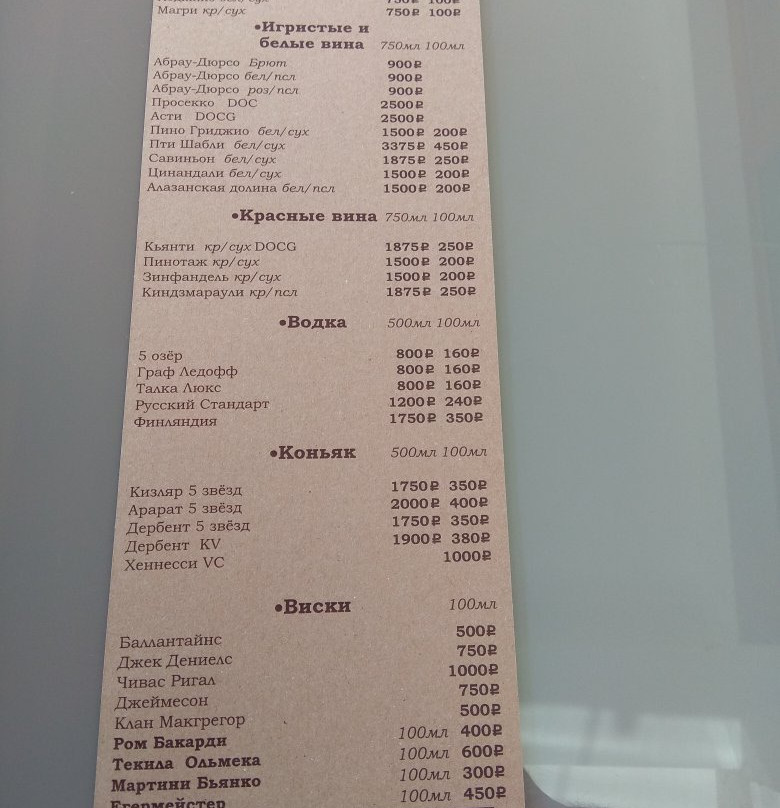 Магри кр/сух 750₽ 100₽
•Игристые и
белые вина 750мл 100мл
Абрау-Дюрсо Брют 900₽
Абрау-Дюрсо бел/псл 900₽
Абрау-Дюрсо роз/псл 900₽
Просекко DOC 2500₽
Асти DOCG 2500₽
Пино Гриджио бел/сух 1500₽ 200₽
Пти Шабли бел/сух 3375₽ 450₽
Савиньон бел/сух 1875₽ 250₽
Цинандали бел/сух 1500₽ 200₽
Алазанская долина бел/псл 1500₽ 200₽
•Красные вина 750мл 100мл
Кьянти кр/сух DOCG 1875₽ 250₽
Пинотаж кр/сух 1500₽ 200₽
Зинфандель кр/сух 1500₽ 200₽
Киндзмараули кр/псл 1875₽ 250₽
•Водка 500мл 100мл
5 озёр 800₽ 160₽
Граф Ледофф 800₽ 160₽
Талка Люкс 800₽ 160₽
Русский Стандарт 1200₽ 240₽
Финляндия 1750₽ 350₽
•Коньяк 500мл 100мл
Кизляр 5 звёзд 1750₽ 350₽
Арарат 5 звёзд 2000₽ 400₽
Дербент 5 звёзд 1750₽ 350₽
Дербент KV 1900₽ 380₽
Хеннесси VC 1000₽
•Виски 100мл
Баллантайнс 500₽
Джек Дениелс 750₽
Чивас Ригал 1000₽
Джеймесон 750₽
Клан Макгрегор 500₽
Ром Бакарди 100мл 400₽
Текила Ольмека 100мл 600₽
Мартини Бьянко 100мл 300₽
Егермейстер 100мл 450₽